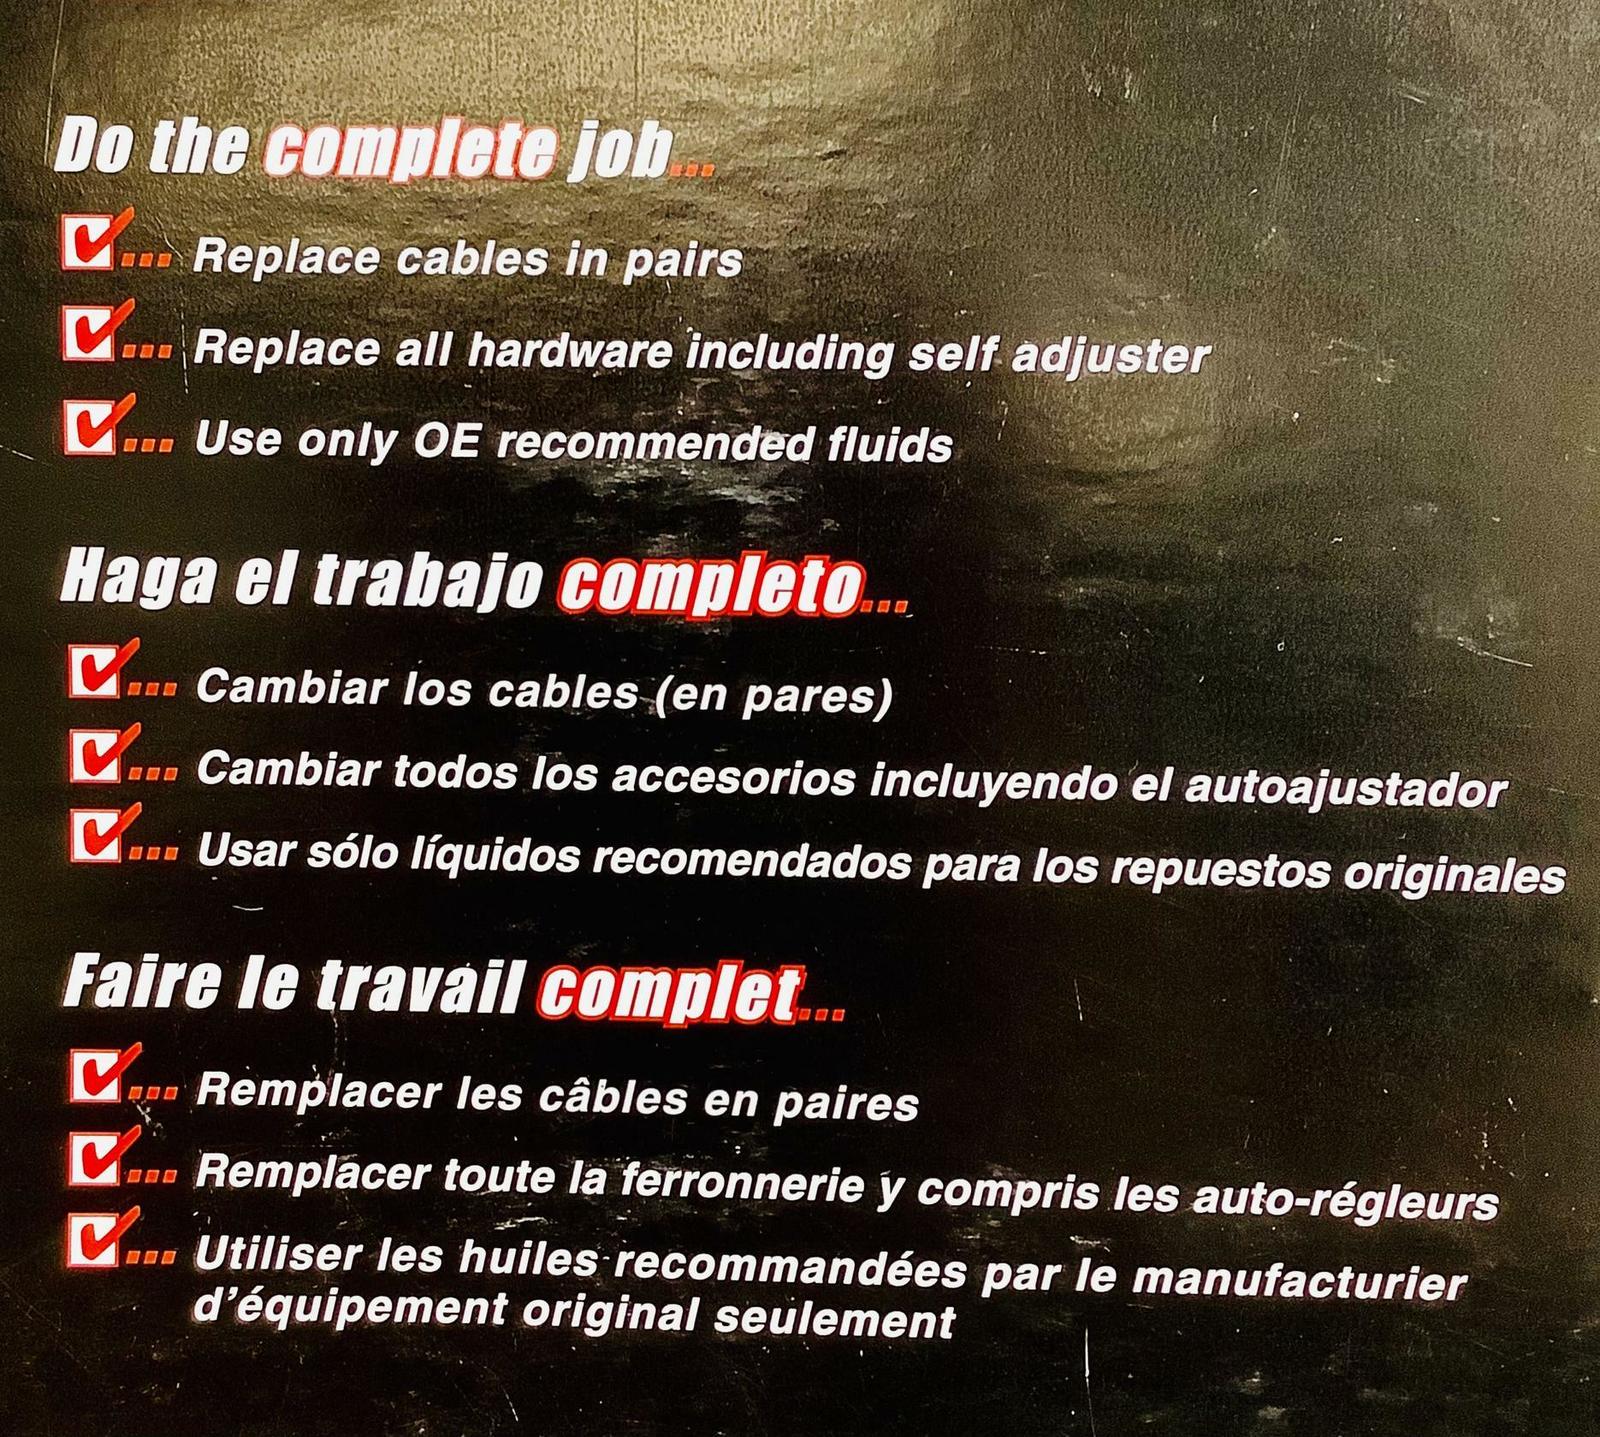 Do the complete job...
... Replace cables in pairs
... Replace all hardware including self adjuster
... Use only OE recommended fluids
Haga el trabajo completo...
... Cambiar los cables (en pares)
... Cambiar todos los accesorios incluyendo el autoajustador
... Usar sólo líquidos recomendados para los repuestos originales
Faire le travail complet...
... Remplacer les câbles en paires
... Remplacer toute la ferronnerie y compris les auto-régleurs
... Utiliser les huiles recommandées par le manufacturier
d'équipement original seulement